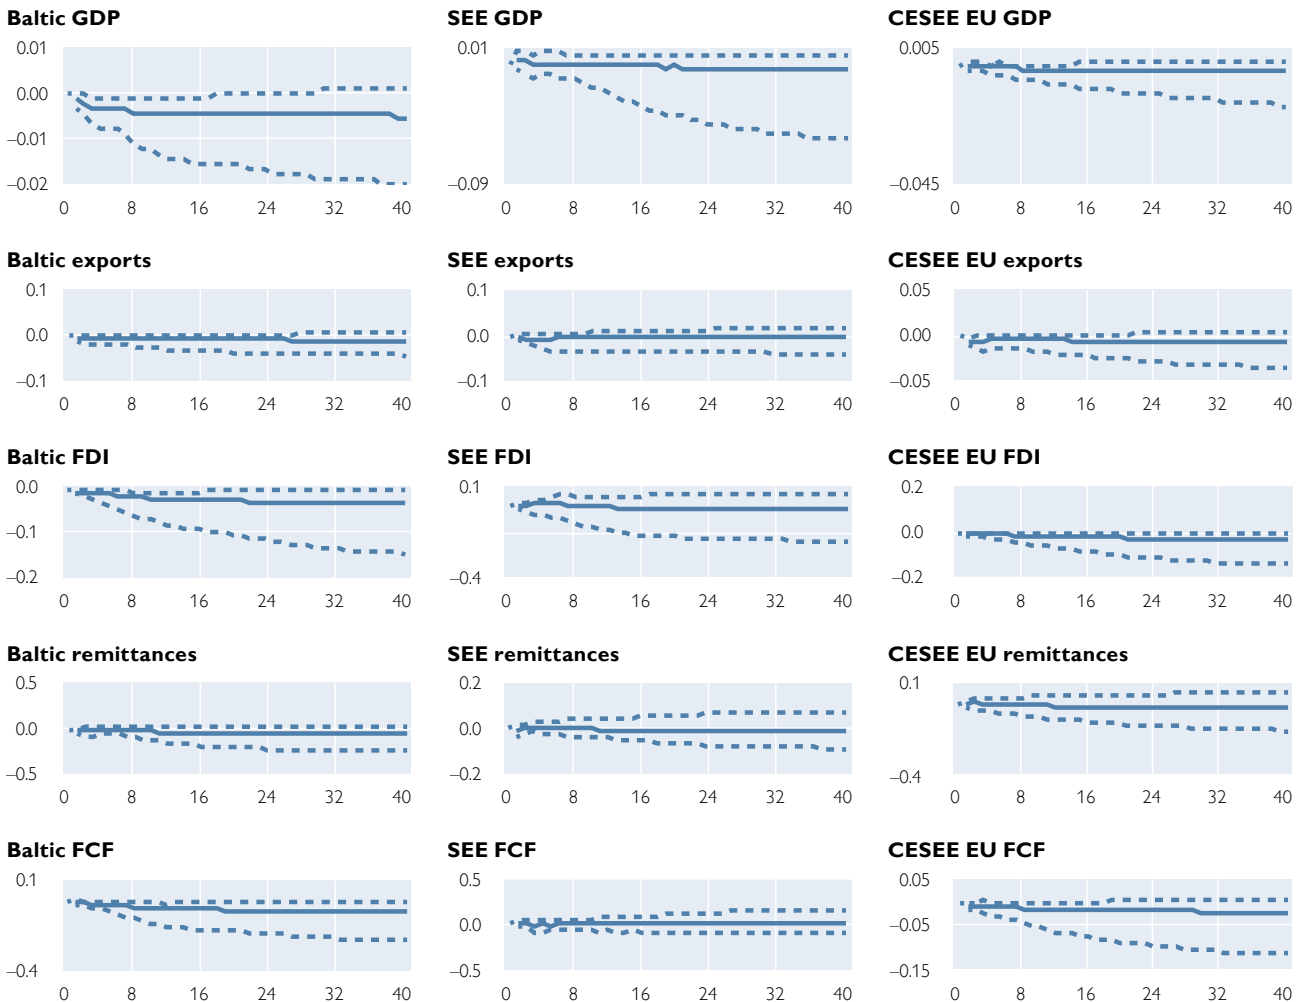 Baltic GDP
SEE GDP
CESEE EU GDP
0.01
0.01
0.005
0.00
–0.01
–0.02
–0.09
–0.045
0 8 16 24 32 40
0 8 16 24 32 40
0 8 16 24 32 40
Baltic exports
SEE exports
CESEE EU exports
0.1
0.1
0.05
0.0
0.0
0.00
–0.1
–0.1
–0.05
0 8 16 24 32 40
0 8 16 24 32 40
0 8 16 24 32 40
Baltic FDI
SEE FDI
CESEE EU FDI
0.0
0.1
0.2
–0.1
0.0
–0.2
–0.4
–0.2
0 8 16 24 32 40
0 8 16 24 32 40
0 8 16 24 32 40
Baltic remittances
SEE remittances
CESEE EU remittances
0.5
0.2
0.1
0.0
0.0
–0.5
–0.2
–0.4
0 8 16 24 32 40
0 8 16 24 32 40
0 8 16 24 32 40
Baltic FCF
SEE FCF
CESEE EU FCF
0.1
0.5
0.05
0.0
–0.05
–0.4
–0.5
–0.15
0 8 16 24 32 40
0 8 16 24 32 40
0 8 16 24 32 40